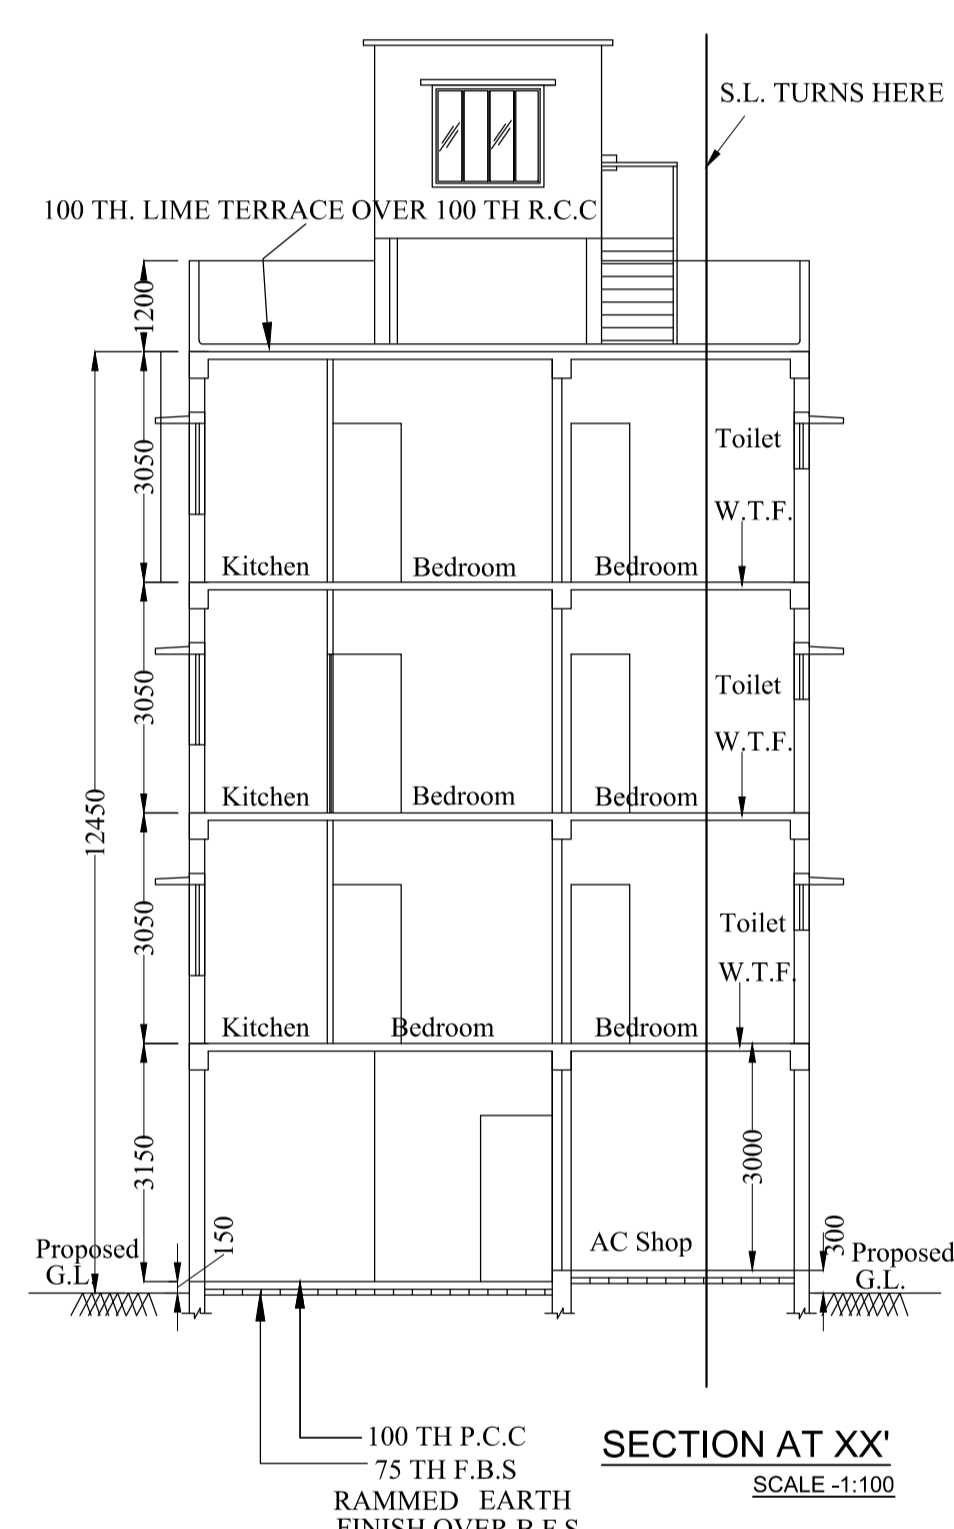 S.L. TURNS HERE
100 TH. LIME TERRACE OVER 100 TH R.C.C
1200
3050
Toilet
W.T.F.
Kitchen
Bedroom
Bedroom
3050
Toilet
W.T.F.
Kitchen
Bedroom
Bedroom
12450
3050
Toilet
W.T.F.
Kitchen
Bedroom
Bedroom
3150
3000
150
AC Shop
300
Proposed
G.L.
Proposed
G.L.
100 TH P.C.C
75 TH F.B.S
RAMMED EARTH
FINISH OVER B.F.S
SECTION AT XX'
SCALE -1:100